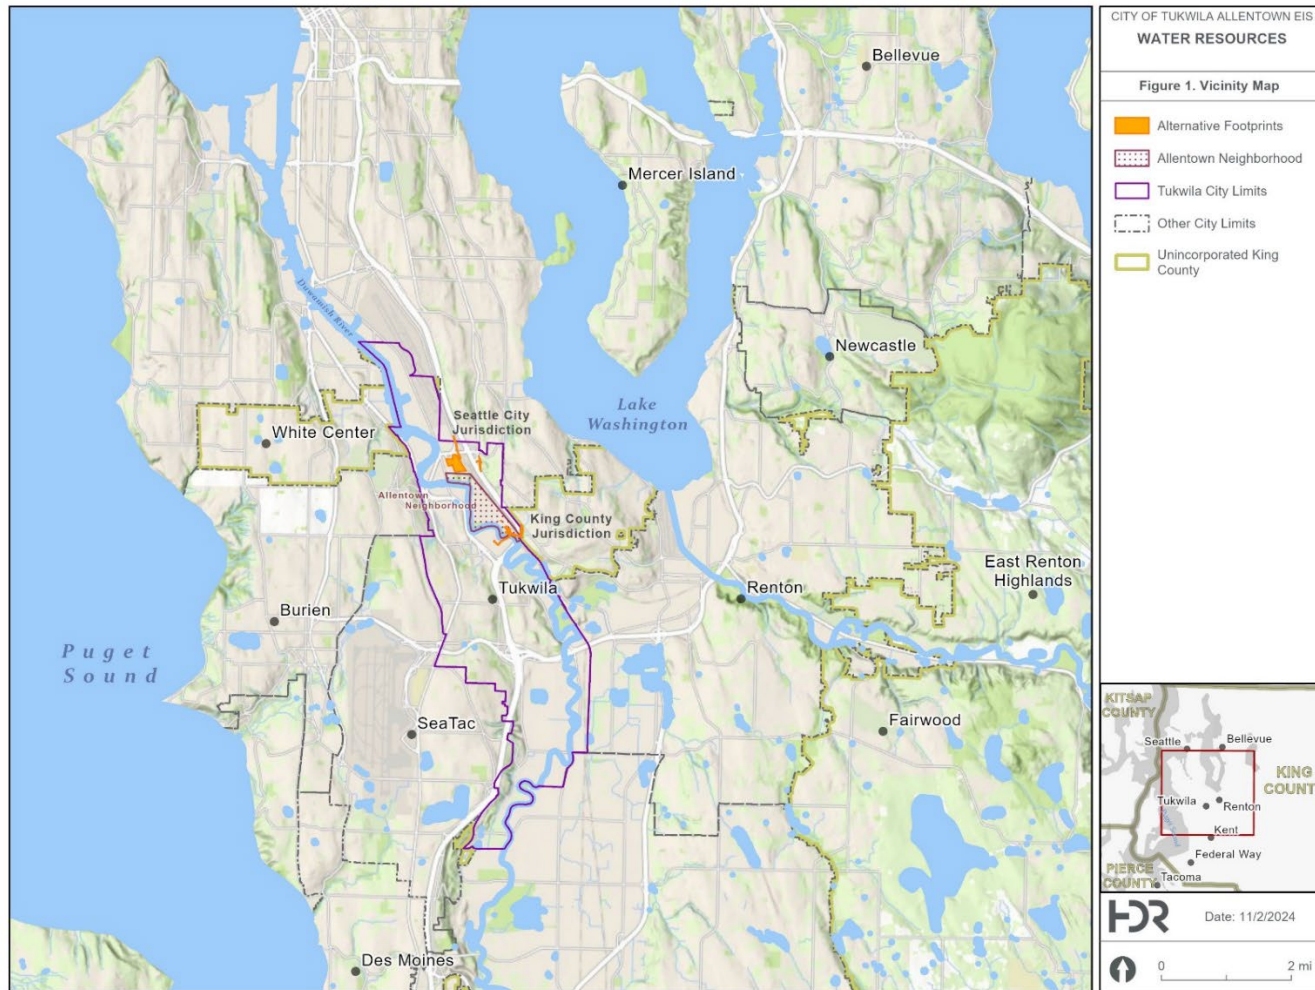 CITY OF TUKWILA ALLENTOWN EIS
WATER RESOURCES
Figure 1. Vicinity Map
Alternative Footprints
Allentown Neighborhood
Tukwila City Limits
Other City Limits
Unincorporated King
County
Bellevue
Mercer Island
Duwamish River
Newcastle
Lake
Washington
Seattle City
Jurisdiction
White Center
Allentown
Neighborhood
King County
Jurisdiction
East Renton
Highlands
Tukwila
Renton
Burien
Puget
Sound
SeaTac
Fairwood
Des Moines
KITSAP
COUNTY
Seattle
Bellevue
KING
COUNT
Tukwila
Renton
Kent
Federal Way
PIERCE
COUNTY
Tacoma
HDR
Date: 11/2/2024
0
2 mi